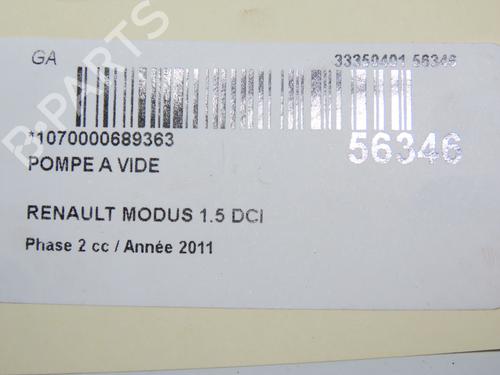 GA
33350401 56346
*1070000689363
56346
POMPE A VIDE
RENAULT MODUS 1.5 DCI
Phase 2 cc / Année 2011
B-PARTS